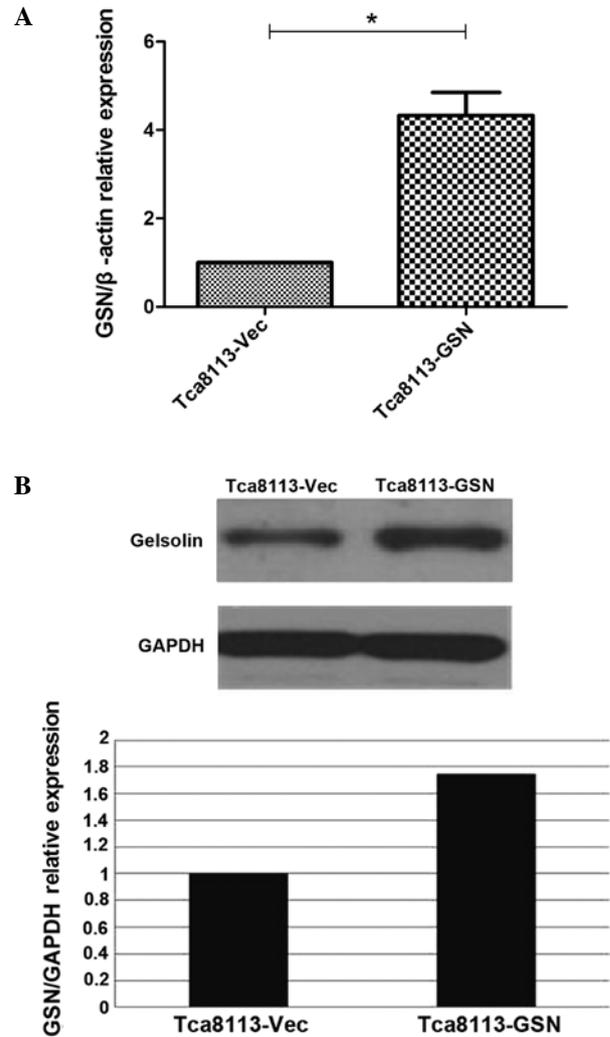 A
*
GSN/β -actin relative expression
6
4
2
0
Tca8113-Vec
Tca8113-GSN
B
Tca8113-Vec Tca8113-GSN
Gelsolin
GAPDH
GSN/GAPDH relative expression
2
1.8
1.6
1.4
1.2
1
0.8
0.6
0.4
0.2
0
Tca8113-Vec Tca8113-GSN